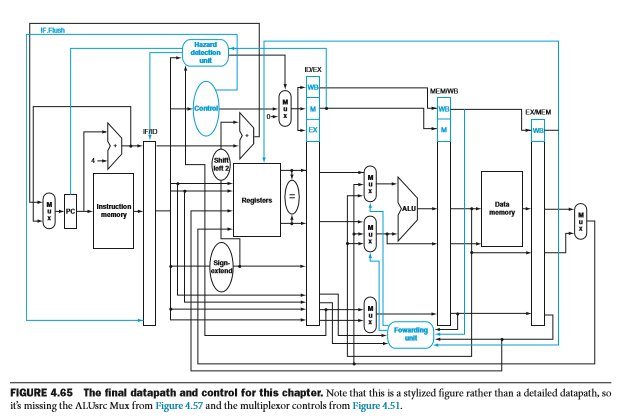 IF.Flush
Hazard
detection
unit
ID/EX
WB
MEM/WB
Control
M
u
x
M
WB
EX/MEM
0
IF/ID
EX
M
WB
4
+
Shift
left 2
+
M
u
x
PC
Instruction
memory
Registers
=
M
u
x
ALU
M
u
x
Data
memory
M
u
x
Sign-
extend
M
u
x
Fowarding
unit
FIGURE 4.65 The final datapath and control for this chapter. Note that this is a stylized figure rather than a detailed datapath, so
it's missing the ALUsrc Mux from Figure 4.57 and the multiplexor controls from Figure 4.51.